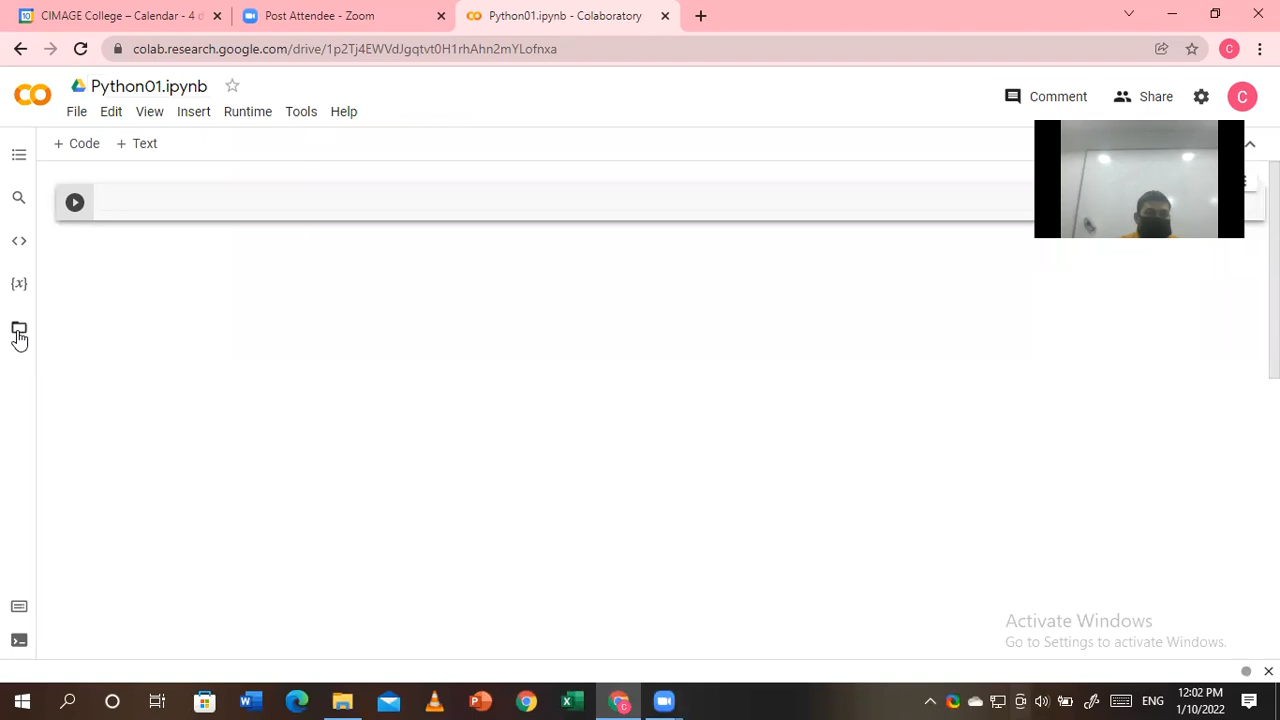 CIMAGE College – Calendar - 4 d
Post Attendee - Zoom
Python01.ipynb - Colaboratory
colab.research.google.com/drive/1p2Tj4EWVdJgqtvt0H1rhAhn2mYLofnxa
C
Python01.ipynb
Comment
Share
C
File Edit View Insert Runtime Tools Help
+ Code + Text
{x}
Activate Windows
Go to Settings to activate Windows.
ENG
12:02 PM
1/10/2022